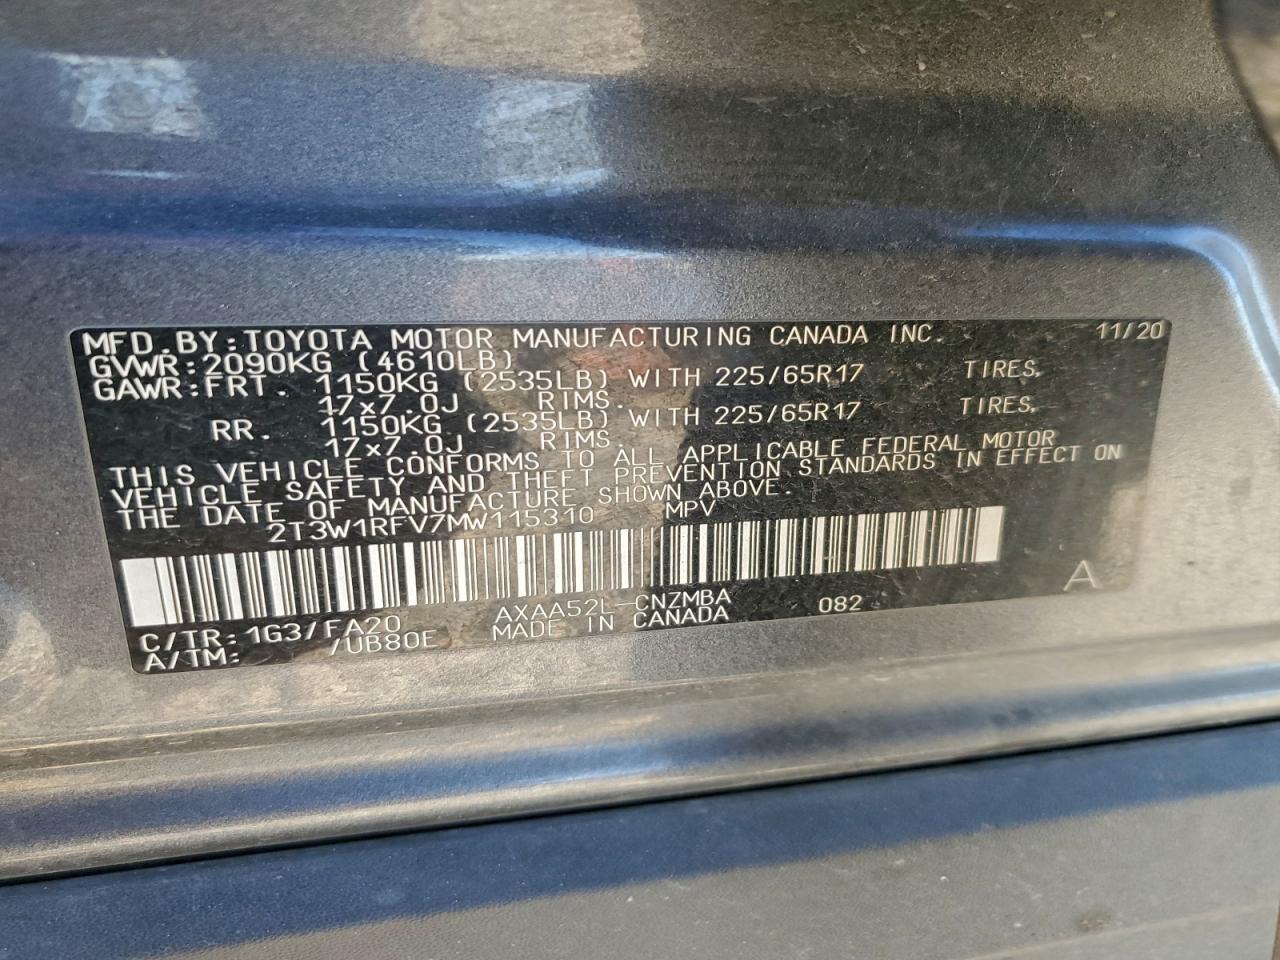 MFD. BY: TOYOTA MOTOR MANUFACTURING CANADA INC. 11/20
GVWR: 2090KG (4610LB)
GAWR: FRT. 1150KG (2535LB) WITH 225/65R17 TIRES,
17x7.0J RIMS.
RR. 1150KG (2535LB) WITH 225/65R17 TIRES,
17x7.0J RIMS.
THIS VEHICLE CONFORMS TO ALL APPLICABLE FEDERAL MOTOR
VEHICLE SAFETY AND THEFT PREVENTION STANDARDS IN EFFECT ON
THE DATE OF MANUFACTURE SHOWN ABOVE.
2T3W1RFV7MW115310 MPV
A
C/TR: 1G3/FA20 AXAA52L-CNZMBA 082
A/TM: /UB80E MADE IN CANADA